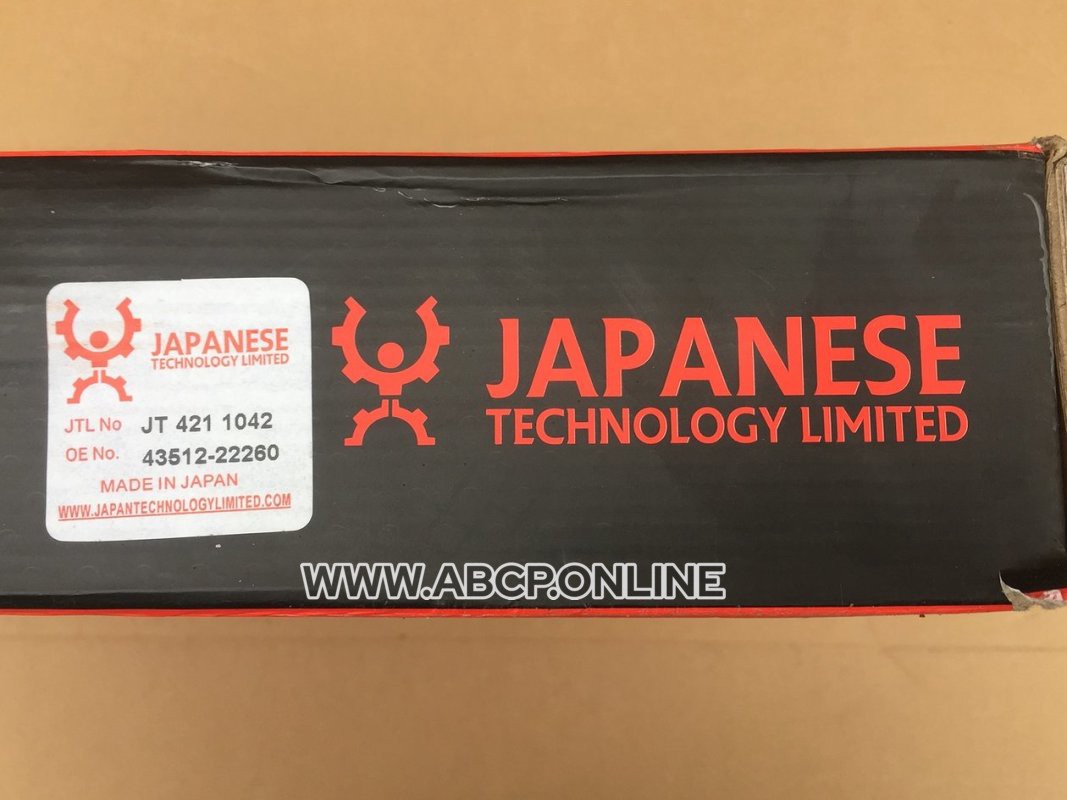 JAPANESE
TECHNOLOGY LIMITED
JTL No JT 421 1042
OE No. 43512-22260
MADE IN JAPAN
WWW.JAPANTECHNOLOGYLIMITED.COM
JAPANESE
TECHNOLOGY LIMITED
WWW.ABCP.ONLINE